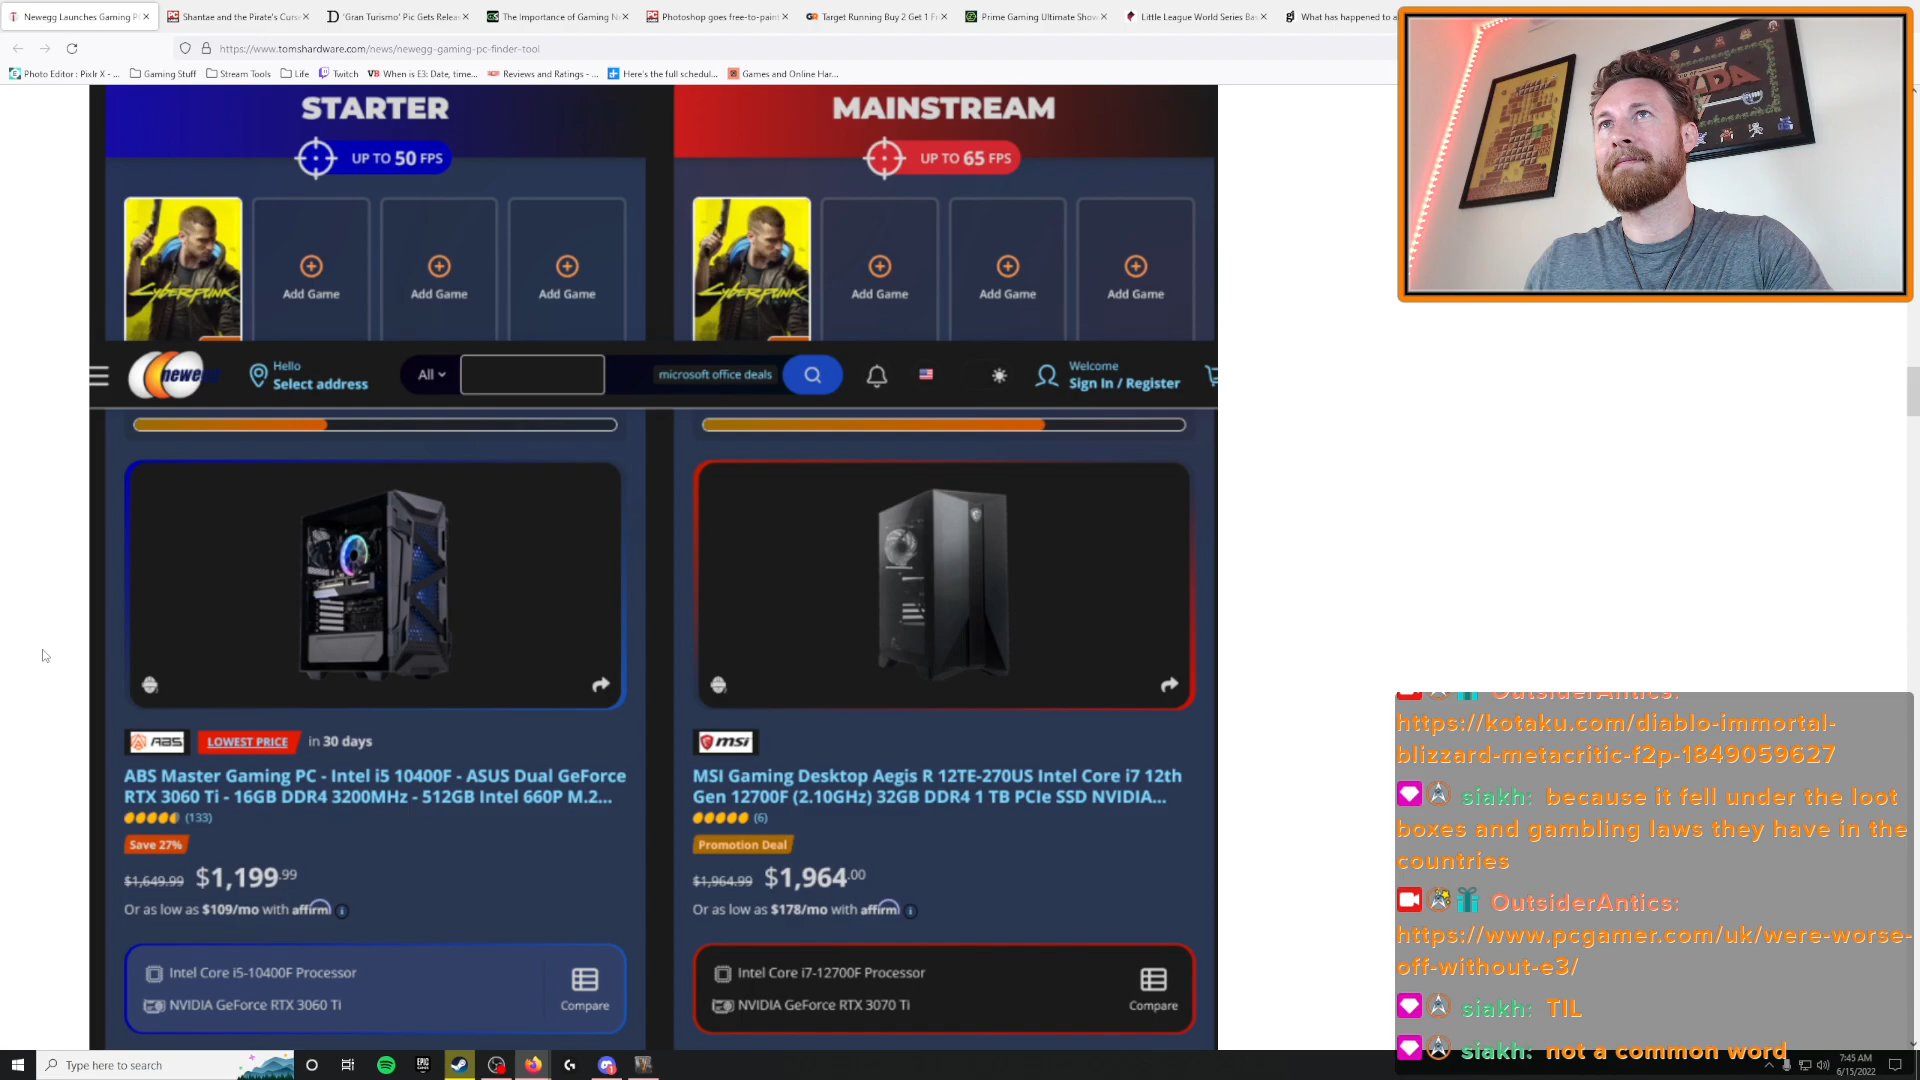 Newegg Launches Gaming P
Shantae and the Pirate's Curs
'Gran Turismo' Pic Gets Relea
The Importance of Gaming N
Photoshop goes free-to-paint
Target Running Buy 2 Get 1 Fr
Prime Gaming Ultimate Show
Little League World Series Ba
What has happened to a
https://www.tomshardware.com/news/newegg-gaming-pc-finder-tool
Photo Editor : Pixlr X - ...
Gaming Stuff
Stream Tools
Life
Twitch
When is E3: Date, time...
Reviews and Ratings - ...
Here's the full schedul...
Games and Online Har...
STARTER
UP TO 50 FPS
MAINSTREAM
UP TO 65 FPS
Cyberpunk
Add Game
Add Game
Add Game
Cyberpunk
Add Game
Add Game
Add Game
newegg
Hello
Select address
All
microsoft office deals
Welcome
Sign In / Register
ABS
LOWEST PRICE in 30 days
ABS Master Gaming PC - Intel i5 10400F - ASUS Dual GeForce
RTX 3060 Ti - 16GB DDR4 3200MHz - 512GB Intel 660P M.2...
(133)
Save 27%
$1,649.99 $1,199.99
Or as low as $109/mo with affirm
Intel Core i5-10400F Processor
NVIDIA GeForce RTX 3060 Ti
Compare
msi
MSI Gaming Desktop Aegis R 12TE-270US Intel Core i7 12th
Gen 12700F (2.10GHz) 32GB DDR4 1 TB PCIe SSD NVIDIA...
(6)
Promotion Deal
$1,964.99 $1,964.00
Or as low as $178/mo with affirm
Intel Core i7-12700F Processor
NVIDIA GeForce RTX 3070 Ti
Compare
OutsiderAntics:
https://kotaku.com/diablo-immortal-
blizzard-metacritic-f2p-1849059627
siakh: because it fell under the loot
boxes and gambling laws they have in the
countries
OutsiderAntics:
https://www.pcgamer.com/uk/were-worse-
off-without-e3/
siakh: TIL
siakh: not a common word
Type here to search
7:45 AM
6/15/2022